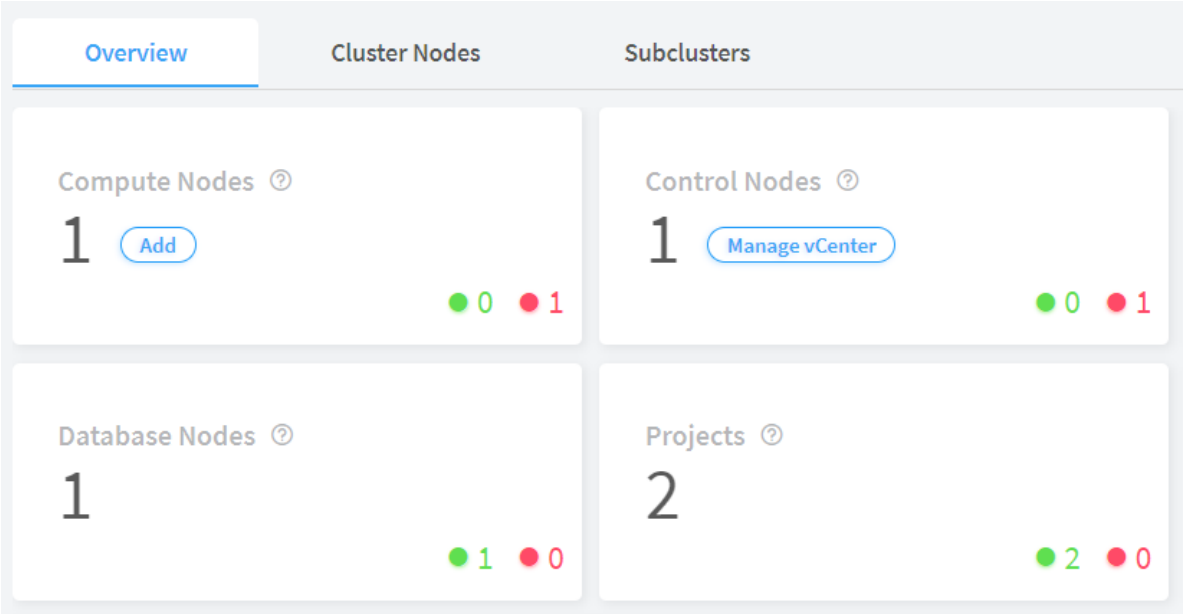 Overview Cluster Nodes Subclusters
Compute Nodes ?
1 Add
0 1
Control Nodes ?
1 Manage vCenter
0 1
Database Nodes ?
1
1 0
Projects ?
2
2 0